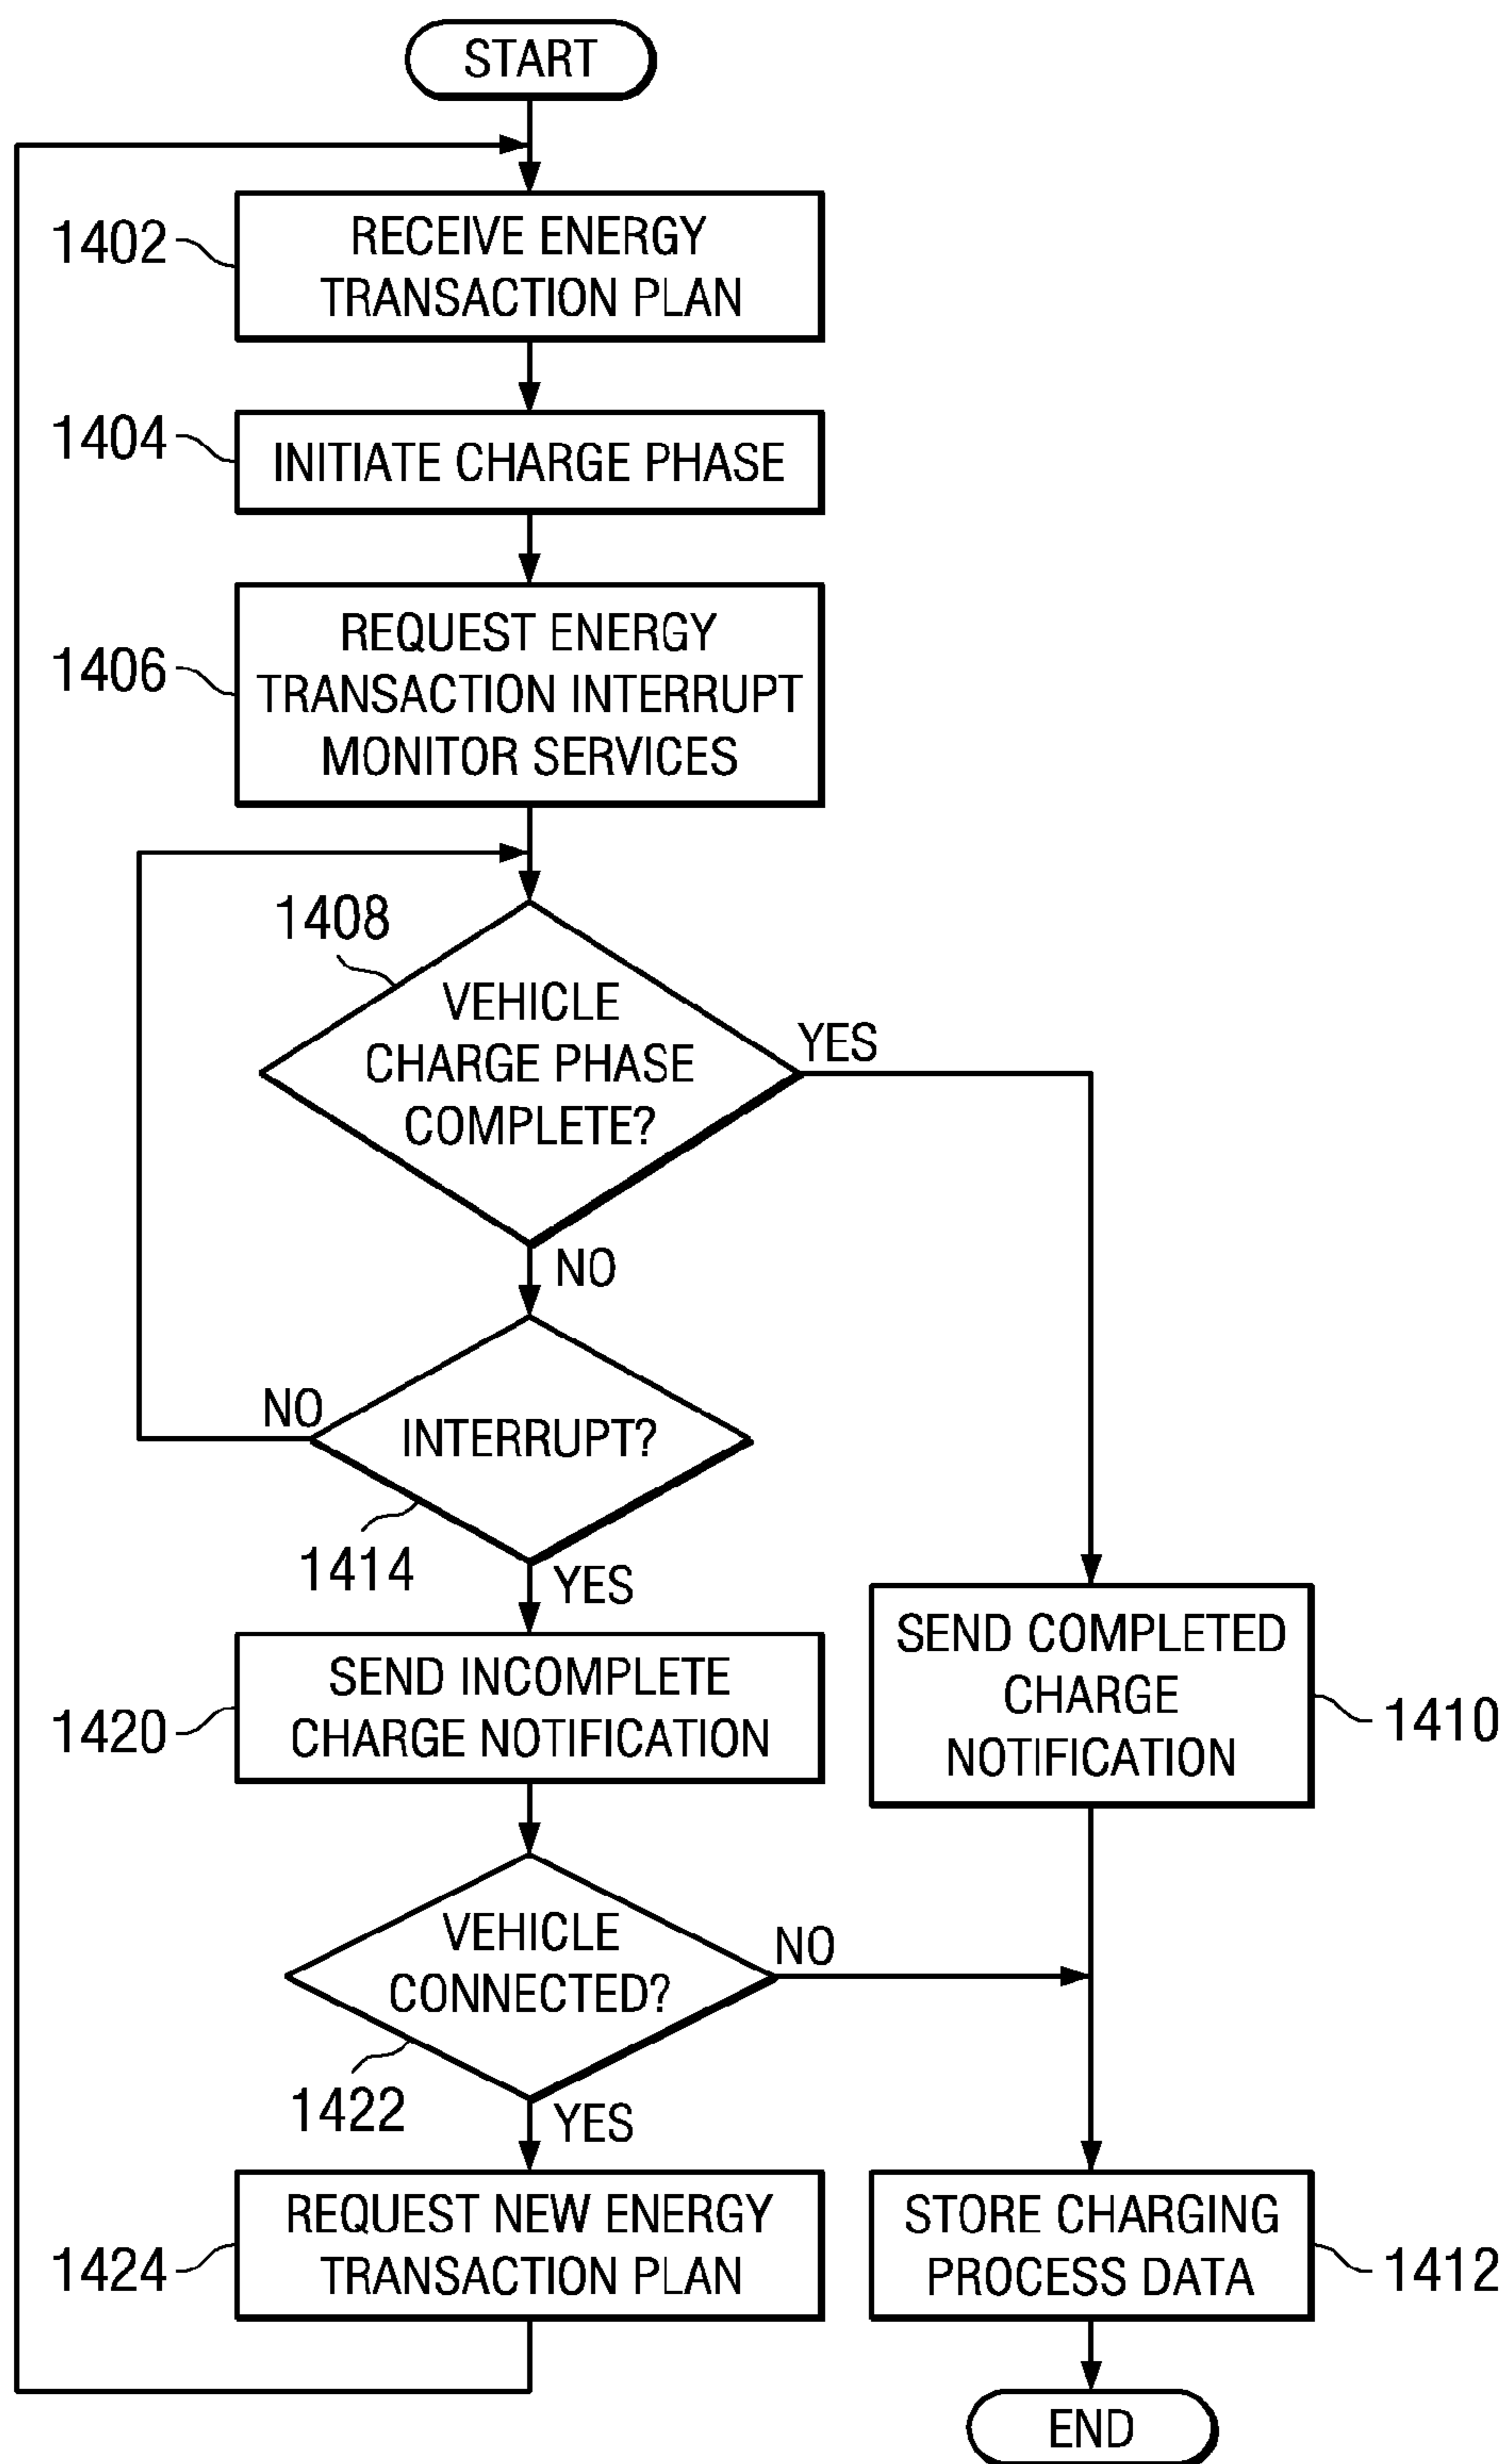 START
1402
RECEIVE ENERGY
TRANSACTION PLAN
1404
INITIATE CHARGE PHASE
1406
REQUEST ENERGY
TRANSACTION INTERRUPT
MONITOR SERVICES
1408
VEHICLE
CHARGE PHASE
COMPLETE?
YES
NO
NO
INTERRUPT?
1414
YES
SEND INCOMPLETE
CHARGE NOTIFICATION
1420
SEND COMPLETED
CHARGE
NOTIFICATION
1410
VEHICLE
CONNECTED?
NO
1422
YES
REQUEST NEW ENERGY
TRANSACTION PLAN
1424
STORE CHARGING
PROCESS DATA
1412
END